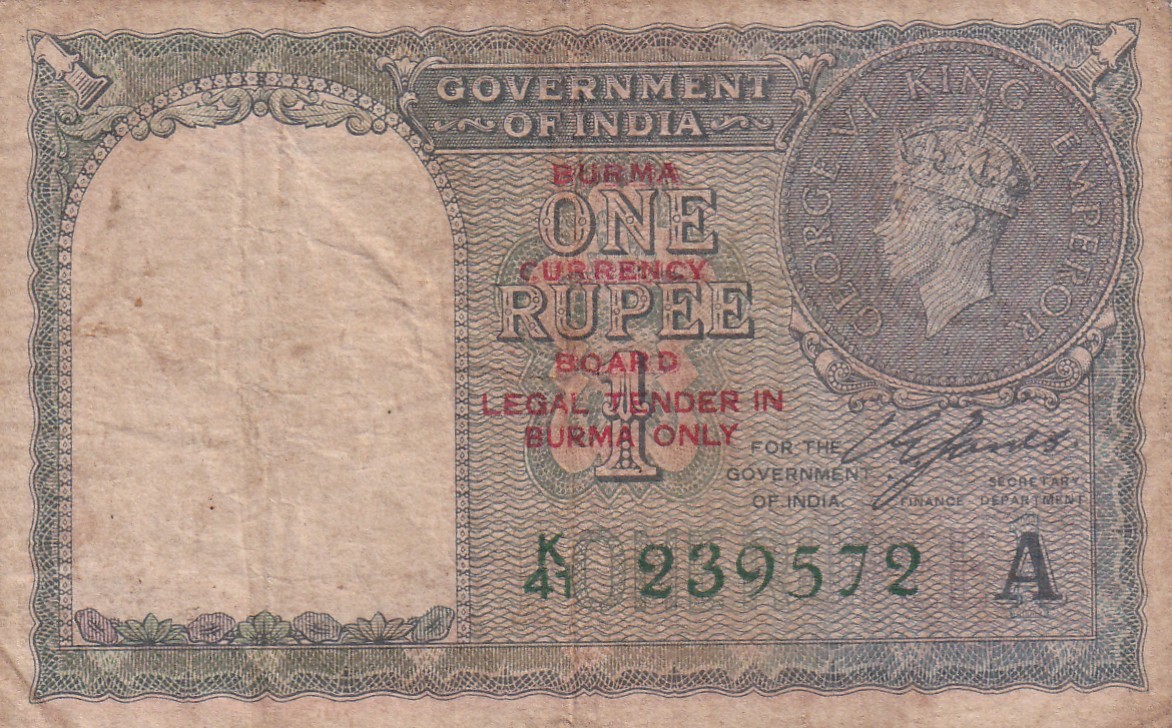 GOVERNMENT
OF INDIA
GEORGE VI KING EMPEROR
BURMA
ONE
CURRENCY
RUPEE
BOARD
1
LEGAL TENDER IN
BURMA ONLY
FOR THE
GOVERNMENT
OF INDIA.
SECRETARY,
FINANCE DEPARTMENT
K
41
239572
A